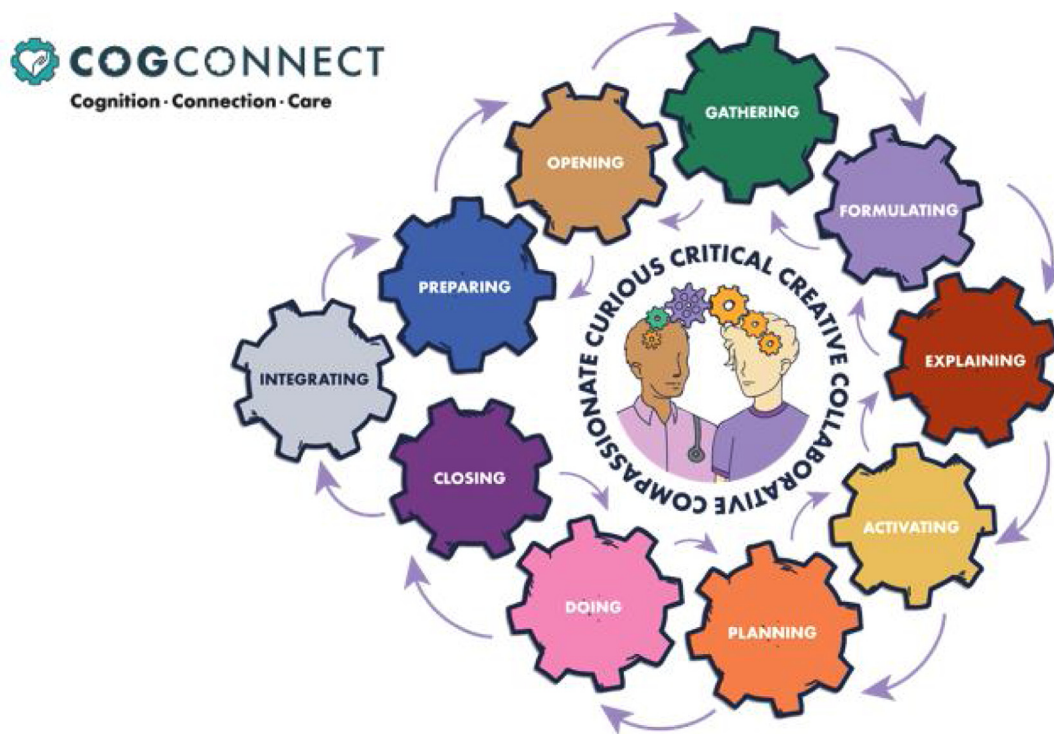 COGCONNECT
Cognition · Connection · Care
GATHERING
OPENING
FORMULATING
PREPARING
EXPLAINING
INTEGRATING
CLOSING
ACTIVATING
DOING
PLANNING
COMPASSIONATE CURIOUS CRITICAL CREATIVE COLLABORATIVE